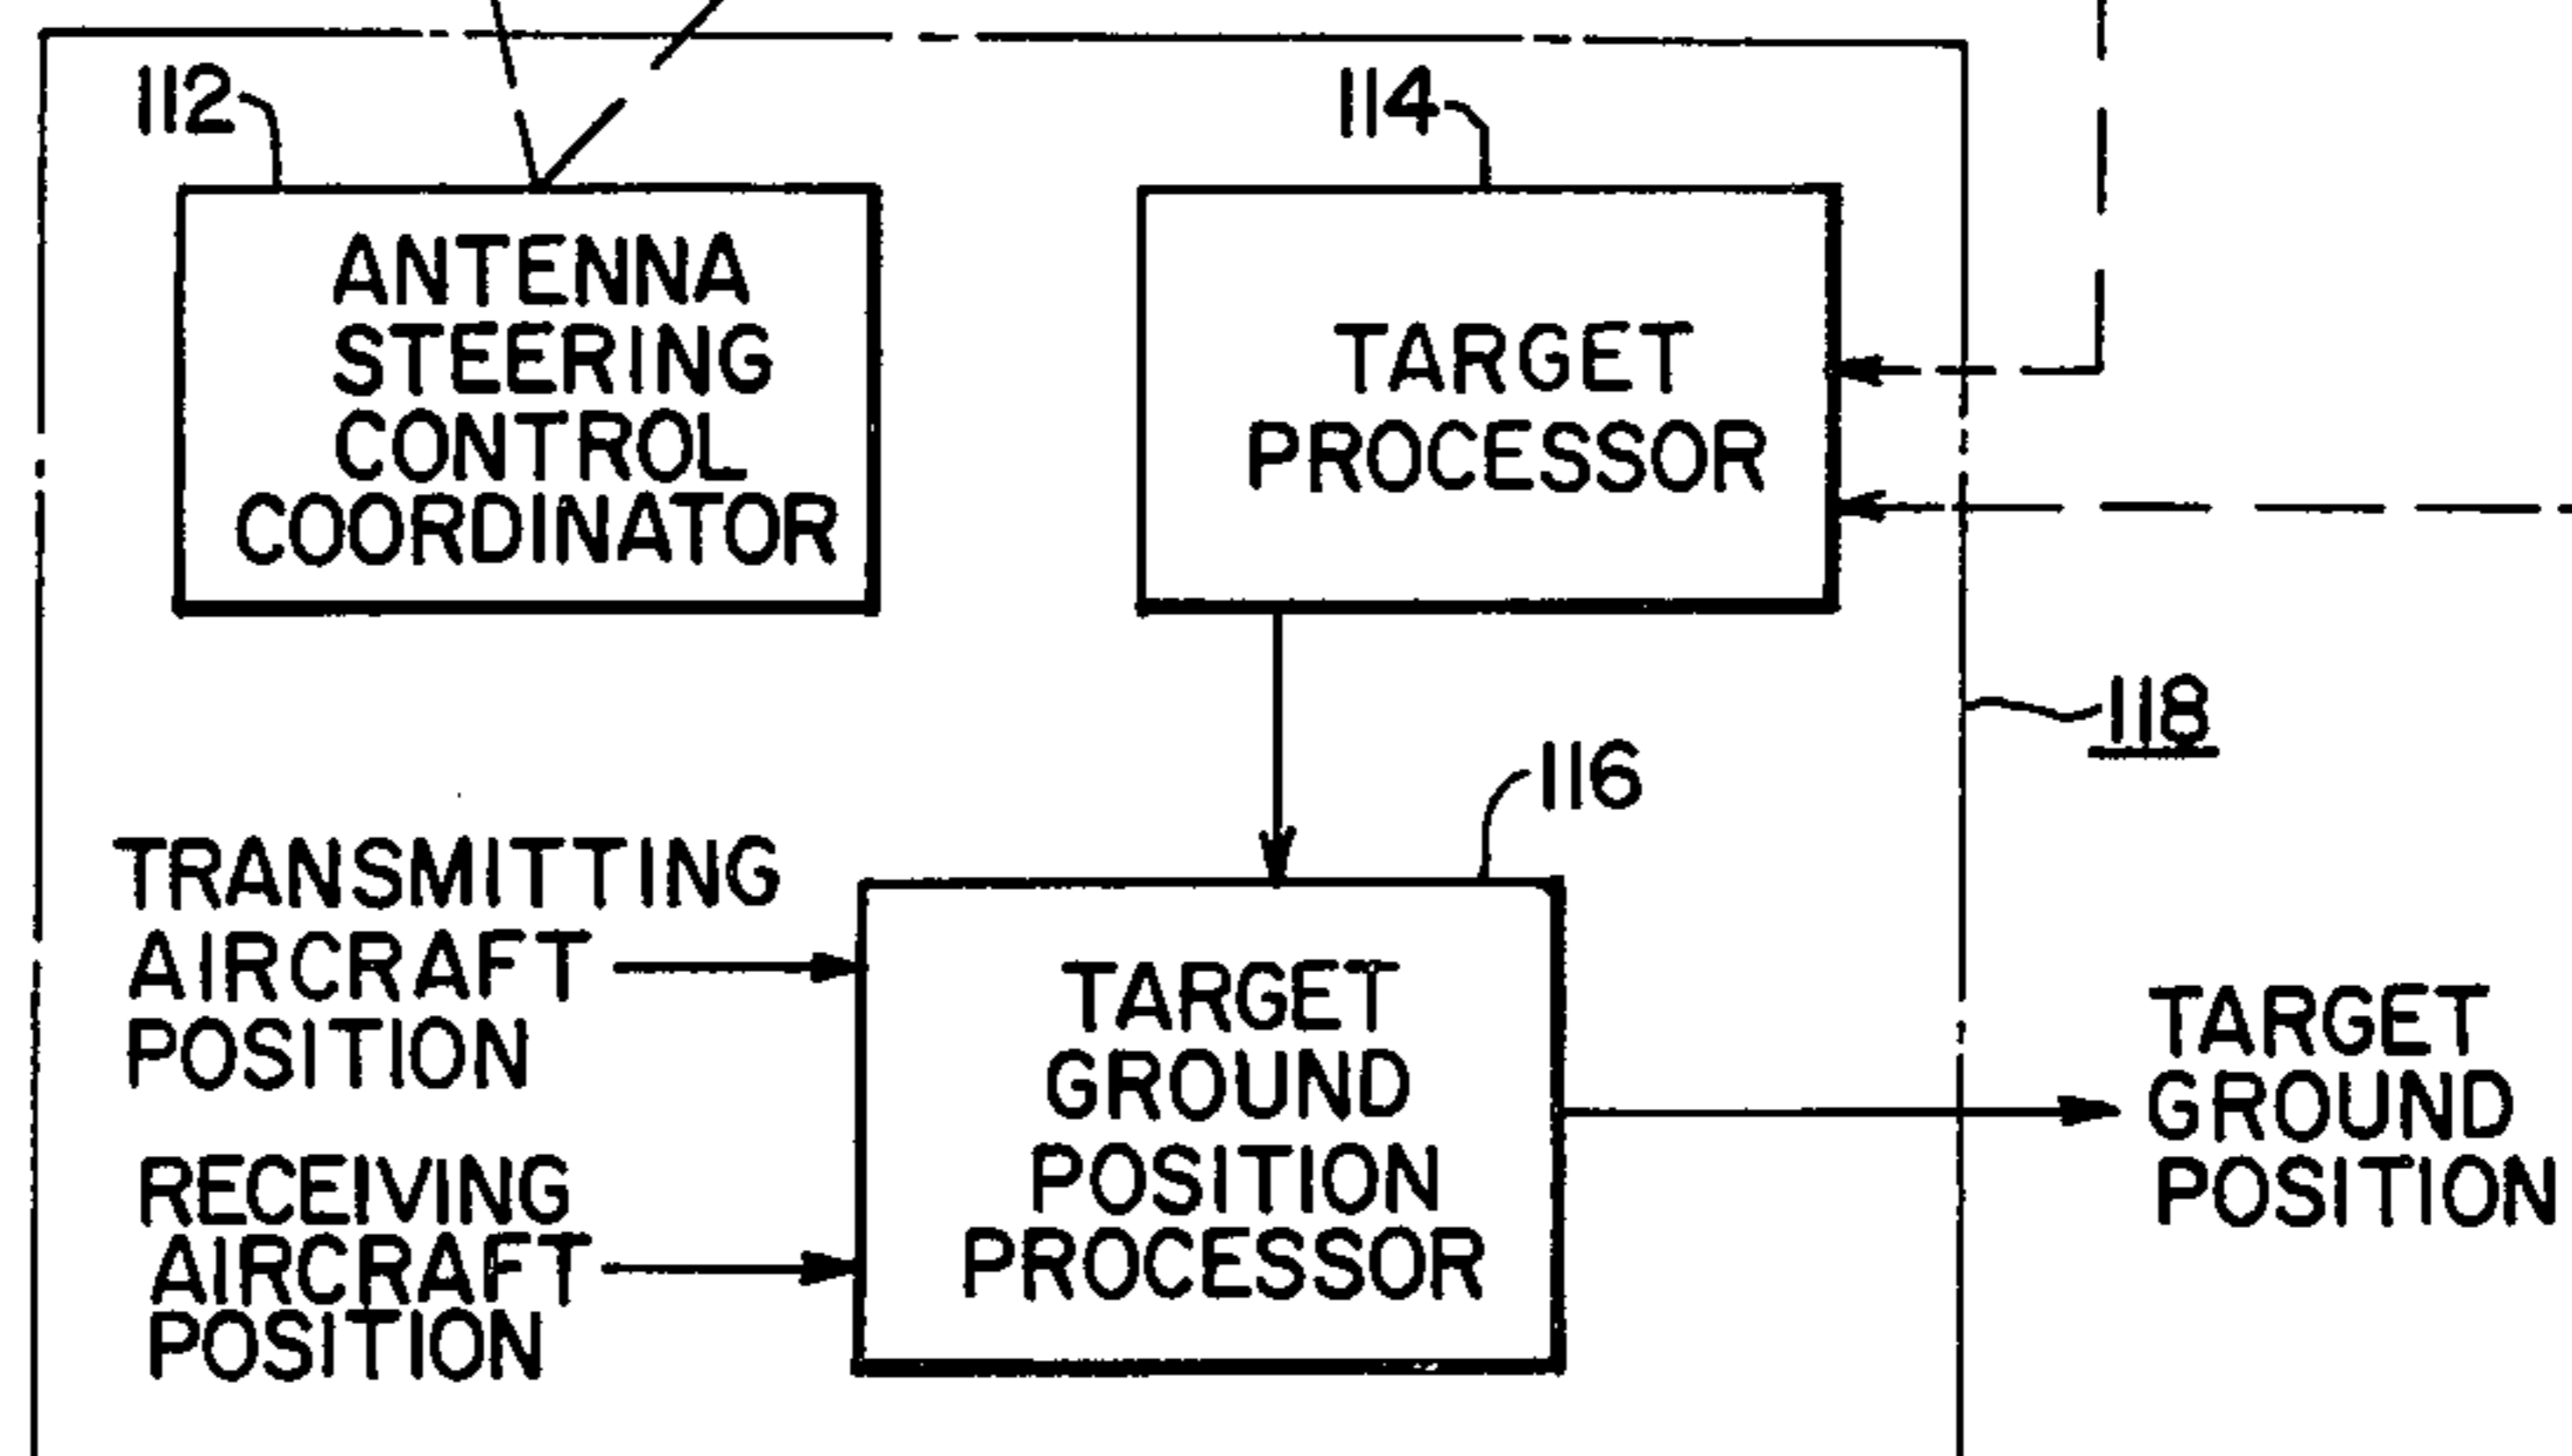 112
114
ANTENNA
STEERING
CONTROL
COORDINATOR
TARGET
PROCESSOR
118
116
TRANSMITTING
AIRCRAFT
POSITION
RECEIVING
AIRCRAFT
POSITION
TARGET
GROUND
POSITION
PROCESSOR
TARGET
GROUND
POSITION